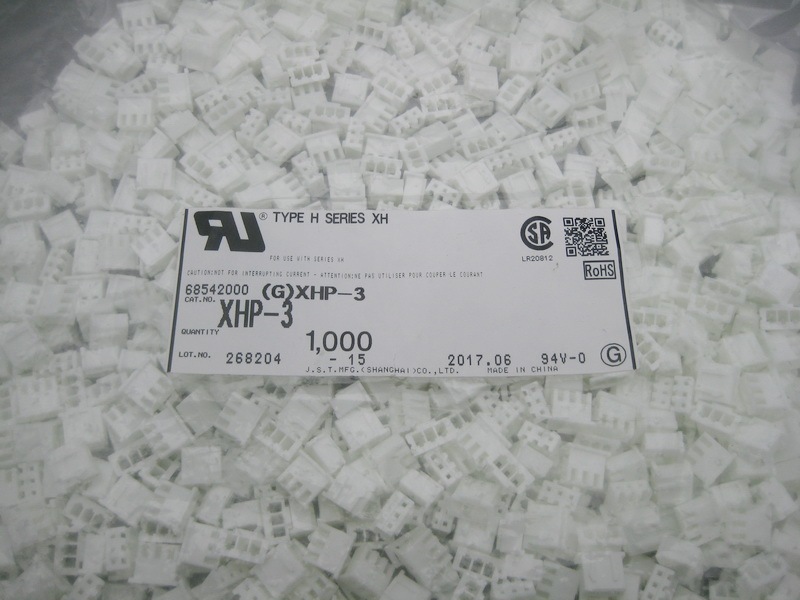 ® TYPE H SERIES XH
SA
LR20812
FOR USE WITH SERIES XH
RoHS
CAUTION:NOT FOR INTERRUPTING CURRENT - ATTENTION:NE PAS UTILISER POUR COUPER LE COURANT
68542000 (G)XHP-3
CAT.NO. XHP-3
QUANTITY 1,000
LOT.NO. 268204 - 15 2017.06 94V-0 G
J.S.T.MFG.(SHANGHAI)CO.,LTD. MADE IN CHINA